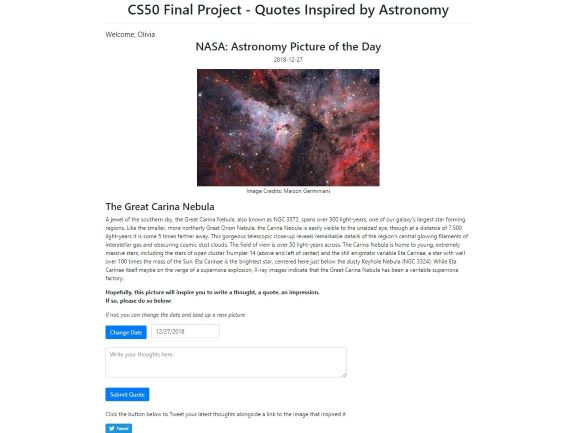 CS50 Final Project - Quotes Inspired by Astronomy
Welcome, Olivia
NASA: Astronomy Picture of the Day
2018-12-27
Image Credits: Maicon Germiniani
The Great Carina Nebula
A jewel of the southern sky, the Great Carina Nebula, also known as NGC 3372, spans over 300 light-years, one of our galaxy's largest star forming
regions. Like the smaller, more northerly Great Orion Nebula, the Carina Nebula is easily visible to the unaided eye, though at a distance of 7,500
light-years it is some 5 times farther away. This gorgeous telescopic close-up reveals remarkable details of the region's central glowing filaments of
interstellar gas and obscuring cosmic dust clouds. The field of view is over 50 light-years across. The Carina Nebula is home to young, extremely
massive stars, including the stars of open cluster Trumpler 14 (above and left of center) and the still enigmatic variable Eta Carinae, a star with well
over 100 times the mass of the Sun. Eta Carinae is the brightest star, centered here just below the dusty Keyhole Nebula (NGC 3324). While Eta
Carinae itself maybe on the verge of a supernova explosion, X-ray images indicate that the Great Carina Nebula has been a veritable supernova
factory.
Hopefully, this picture will inspire you to write a thought, a quote, an impression.
If so, please do so below:
If not, you can change the date and load up a new picture
Change Date 12/27/2018
Write your thoughts here.
Submit Quote
Click the button below to Tweet your latest thoughts alongside a link to the image that inspired it
Tweet